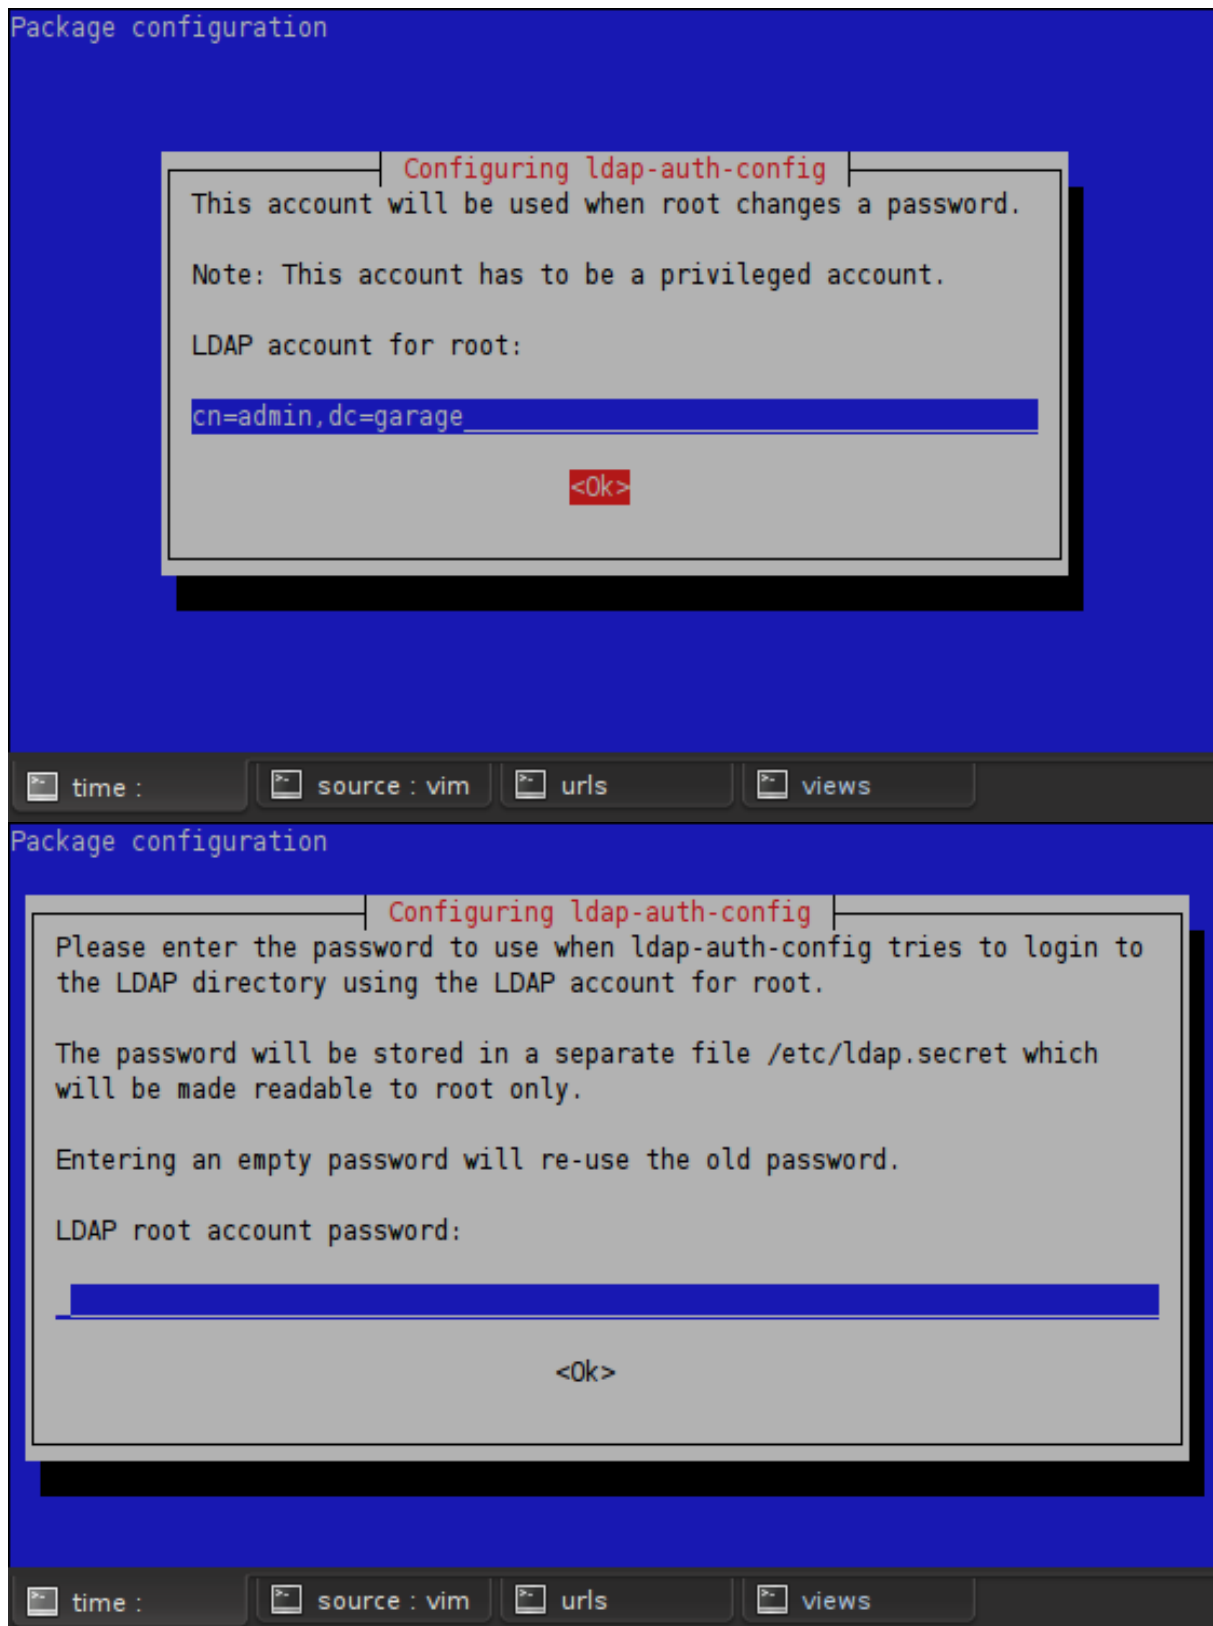 Package configuration
Configuring ldap-auth-config
This account will be used when root changes a password.
Note: This account has to be a privileged account.
LDAP account for root:
cn=admin,dc=garage
<Ok>
time :
source : vim
urls
views
Package configuration
Configuring ldap-auth-config
Please enter the password to use when ldap-auth-config tries to login to
the LDAP directory using the LDAP account for root.
The password will be stored in a separate file /etc/ldap.secret which
will be made readable to root only.
Entering an empty password will re-use the old password.
LDAP root account password:
<Ok>
time :
source : vim
urls
views